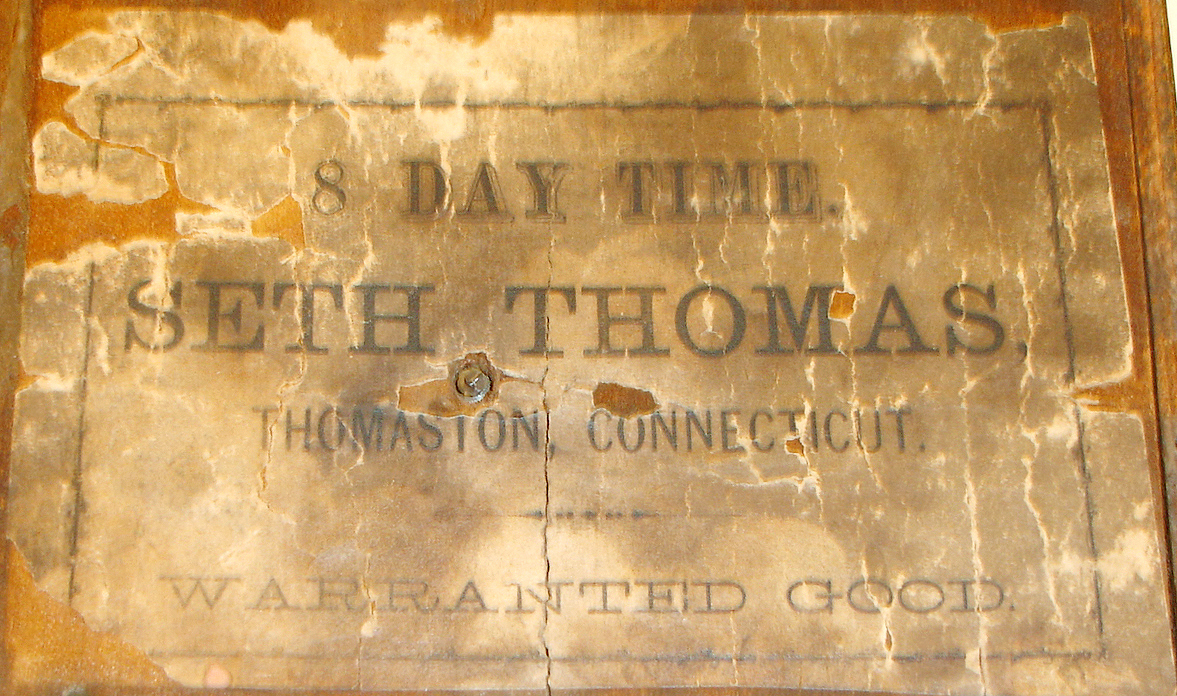 8 DAY TIME.
SETH THOMAS,
THOMASTON, CONNECTICUT.
WARRANTED GOOD.